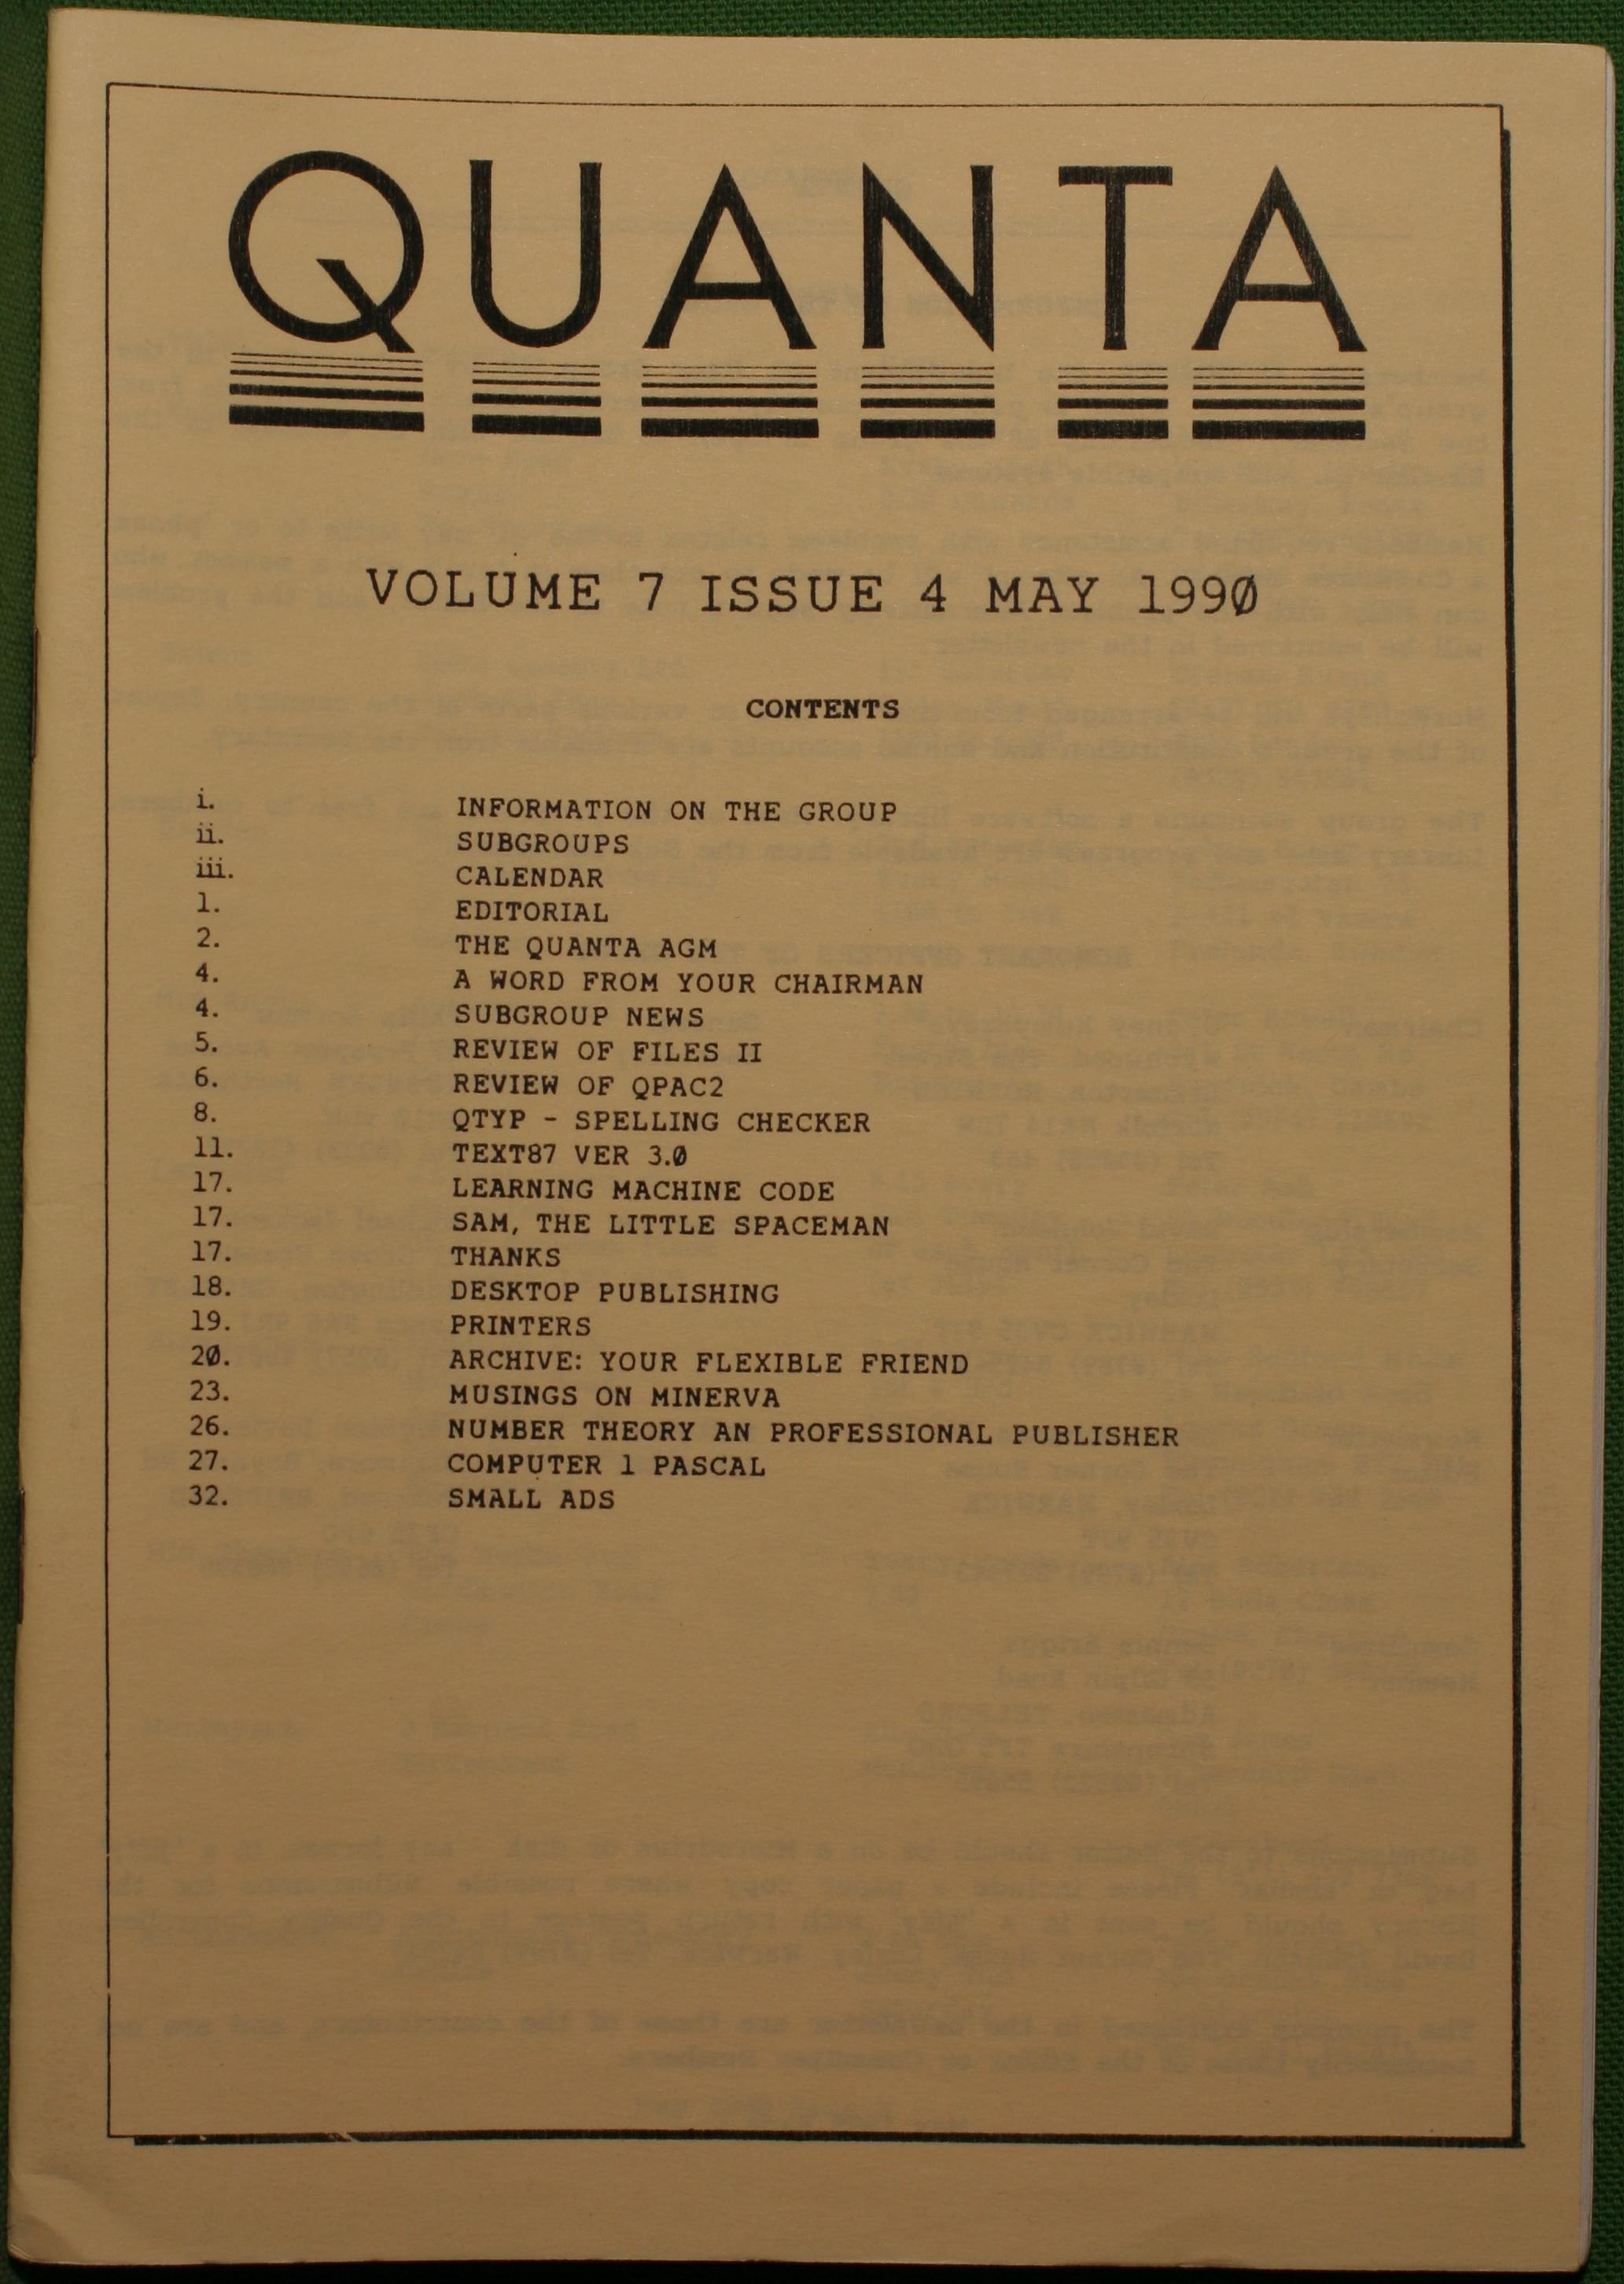 QUANTA
VOLUME 7 ISSUE 4 MAY 1990
CONTENTS
i. INFORMATION ON THE GROUP
ii. SUBGROUPS
iii. CALENDAR
1. EDITORIAL
2. THE QUANTA AGM
4. A WORD FROM YOUR CHAIRMAN
4. SUBGROUP NEWS
5. REVIEW OF FILES II
6. REVIEW OF QPAC2
8. QTYP - SPELLING CHECKER
11. TEXT87 VER 3.0
17. LEARNING MACHINE CODE
17. SAM, THE LITTLE SPACEMAN
17. THANKS
18. DESKTOP PUBLISHING
19. PRINTERS
20. ARCHIVE: YOUR FLEXIBLE FRIEND
23. MUSINGS ON MINERVA
26. NUMBER THEORY AN PROFESSIONAL PUBLISHER
27. COMPUTER 1 PASCAL
32. SMALL ADS